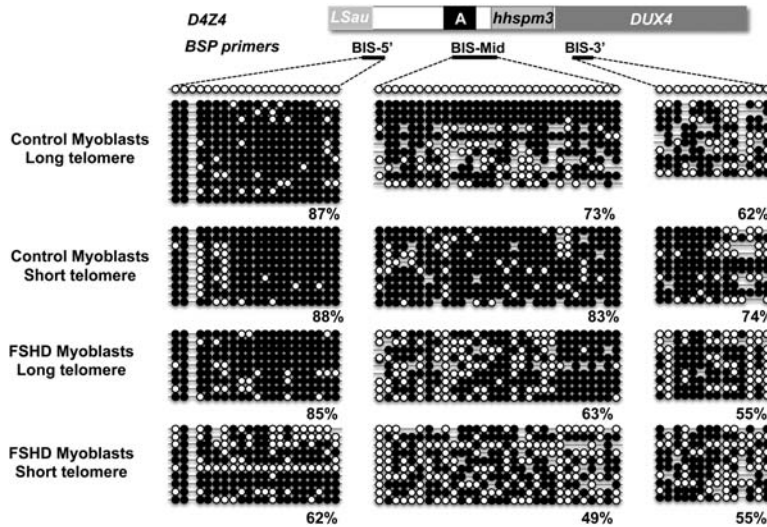 D4Z4 LSau A hhspm3 DUX4
BSP primers BIS-5' BIS-Mid BIS-3'
Control Myoblasts
Long telomere
87% 73% 62%
Control Myoblasts
Short telomere
88% 83% 74%
FSHD Myoblasts
Long telomere
85% 63% 55%
FSHD Myoblasts
Short telomere
62% 49% 55%